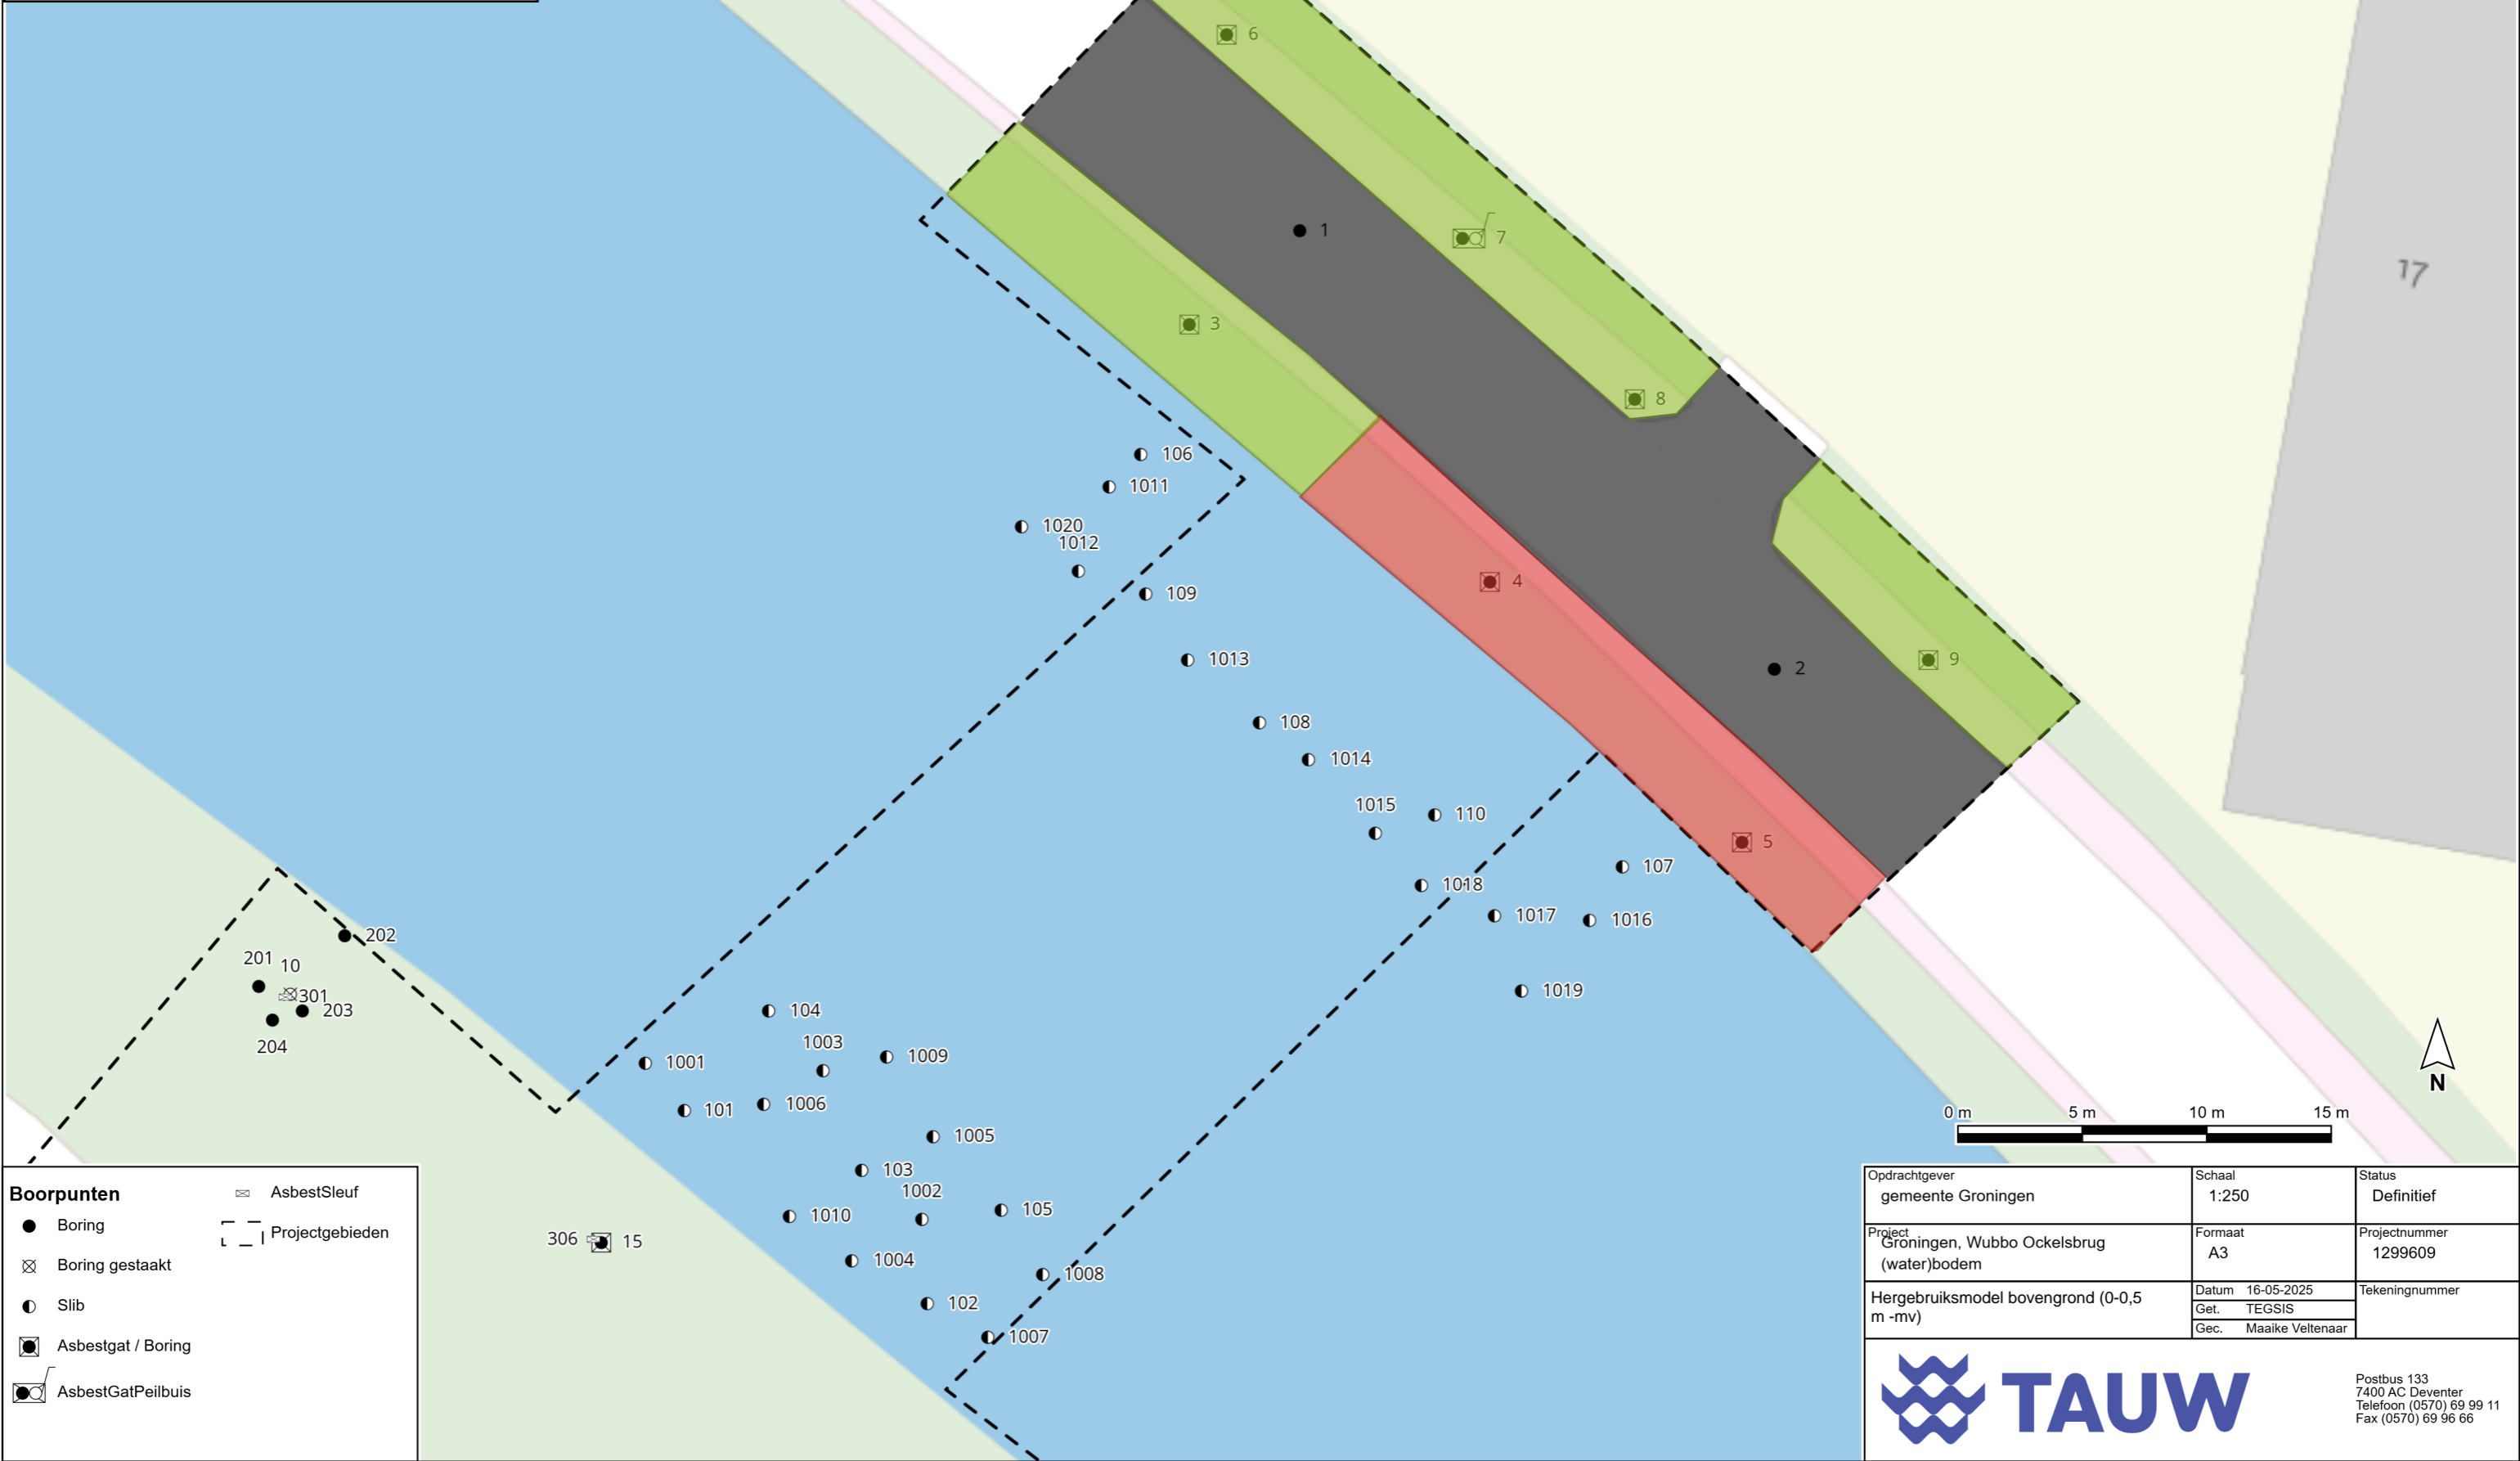 6
1
7
17
3
8
106
1011
1020
1012
109
4
1013
9
2
108
1014
1015
110
5
107
1018
1017
1016
202
201
10
301
203
204
1019
104
1003
1009
1001
101
1006
1005
103
1002
1010
105
306
15
1004
1008
102
1007
N
0 m 5 m 10 m 15 m
Boorpunten
Boring
Boring gestaakt
Slib
Asbestgat / Boring
AsbestGatPeilbuis
AsbestSleuf
Projectgebieden
Opdrachtgever
gemeente Groningen
Schaal
1:250
Status
Definitief
Project
Groningen, Wubbo Ockelsbrug
(water)bodem
Formaat
A3
Projectnummer
1299609
Hergebruiksmodel bovengrond (0-0,5
m -mv)
Datum 16-05-2025
Get. TEGSIS
Gec. Maaike Veltenaar
Tekeningnummer
TAUW
Postbus 133
7400 AC Deventer
Telefoon (0570) 69 99 11
Fax (0570) 69 96 66